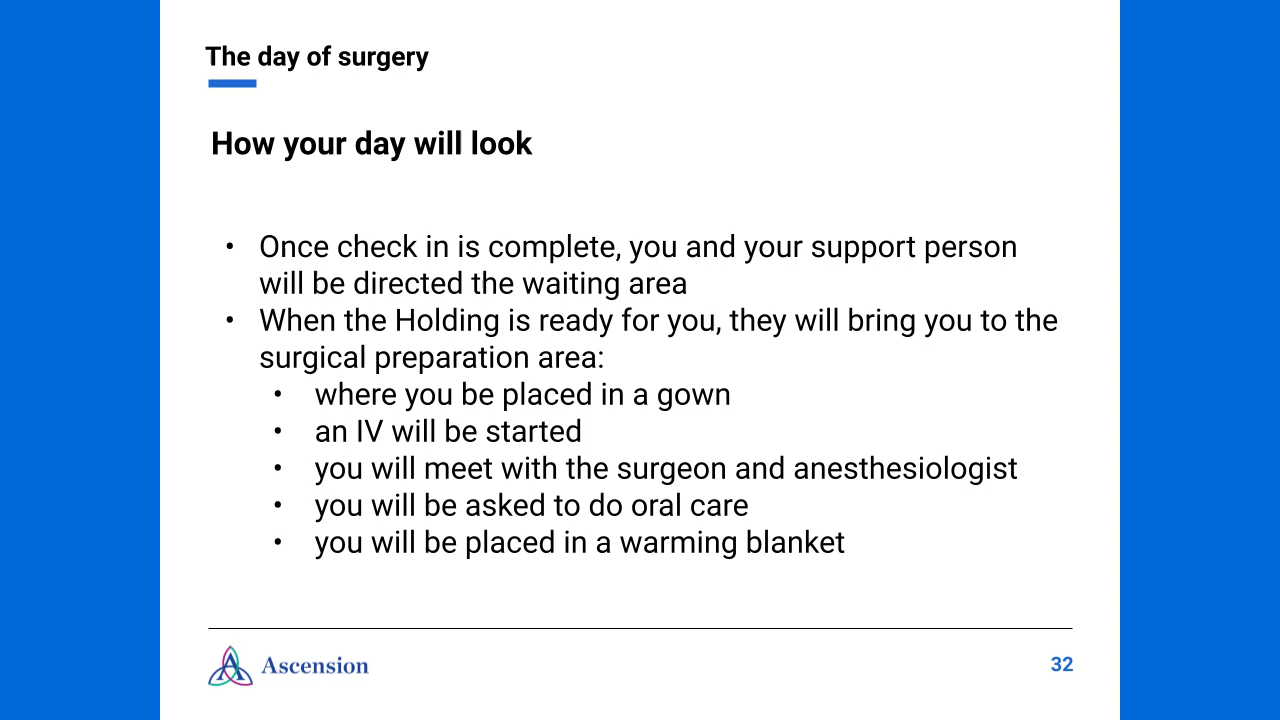 The day of surgery
How your day will look
• Once check in is complete, you and your support person
will be directed the waiting area
• When the Holding is ready for you, they will bring you to the
surgical preparation area:
• where you be placed in a gown
• an IV will be started
• you will meet with the surgeon and anesthesiologist
• you will be asked to do oral care
• you will be placed in a warming blanket
Ascension
32